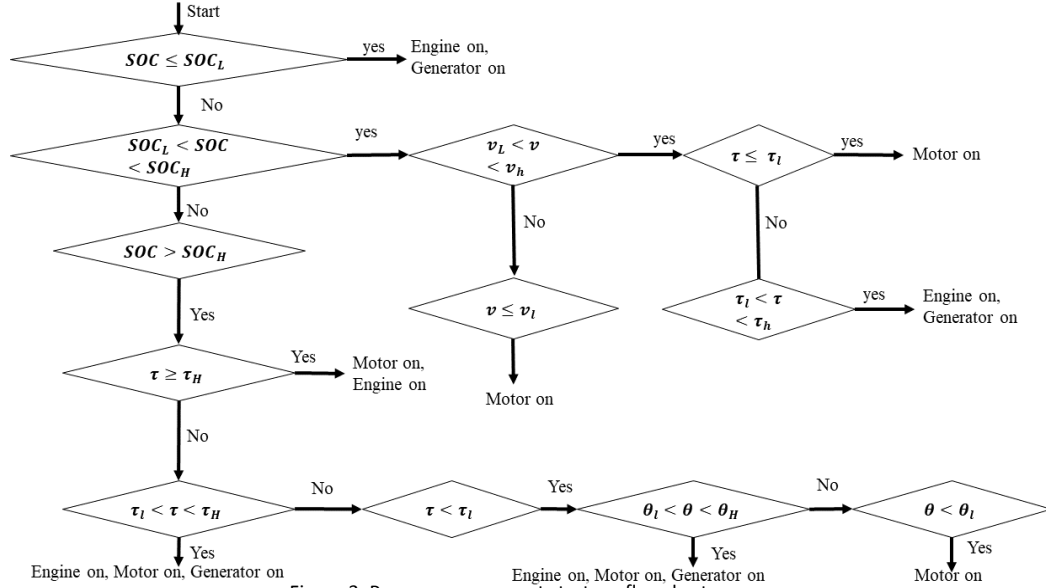 Start
SOC ≤ SOC_L
yes
Engine on,
Generator on
No
SOC_L < SOC
< SOC_H
yes
v_L < v
< v_h
yes
τ ≤ τ_l
yes
Motor on
No
No
No
SOC > SOC_H
v ≤ v_l
τ_l < τ
< τ_h
yes
Engine on,
Generator on
Yes
τ ≥ τ_H
Yes
Motor on,
Engine on
Motor on
No
τ_l < τ < τ_H
No
τ < τ_l
Yes
θ_l < θ < θ_H
No
θ < θ_l
Yes
Engine on, Motor on, Generator on
Yes
Engine on, Motor on, Generator on
Yes
Motor on